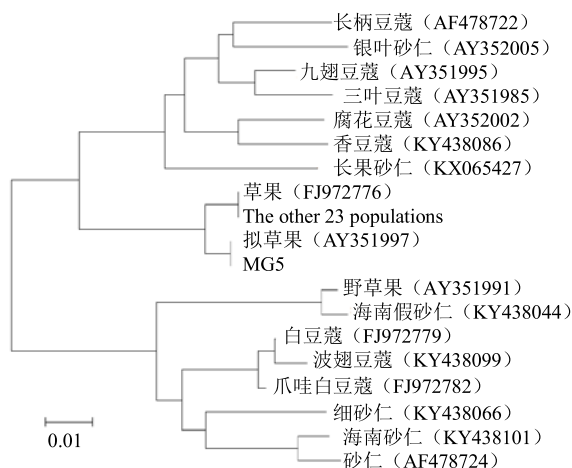 长柄豆蔻（AF478722）
银叶砂仁（AY352005）
九翅豆蔻（AY351995）
三叶豆蔻（AY351985）
腐花豆蔻（AY352002）
香豆蔻（KY438086）
长果砂仁（KX065427）
草果（FJ972776）
The other 23 populations
拟草果（AY351997）
MG5
野草果（AY351991）
海南假砂仁（KY438044）
白豆蔻（FJ972779）
波翅豆蔻（KY438099）
爪哇白豆蔻（FJ972782）
细砂仁（KY438066）
海南砂仁（KY438101）
砂仁（AF478724）
0.01